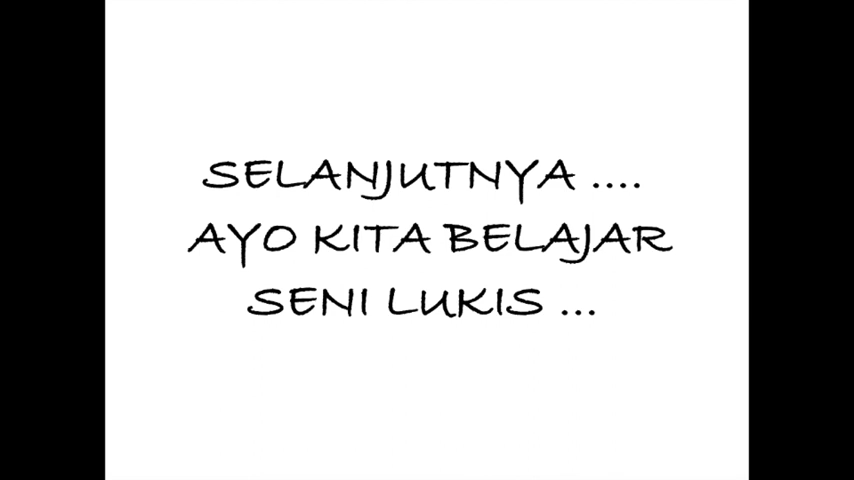 SELANJUTNYA ....
AYO KITA BELAJAR
SENI LUKIS ...